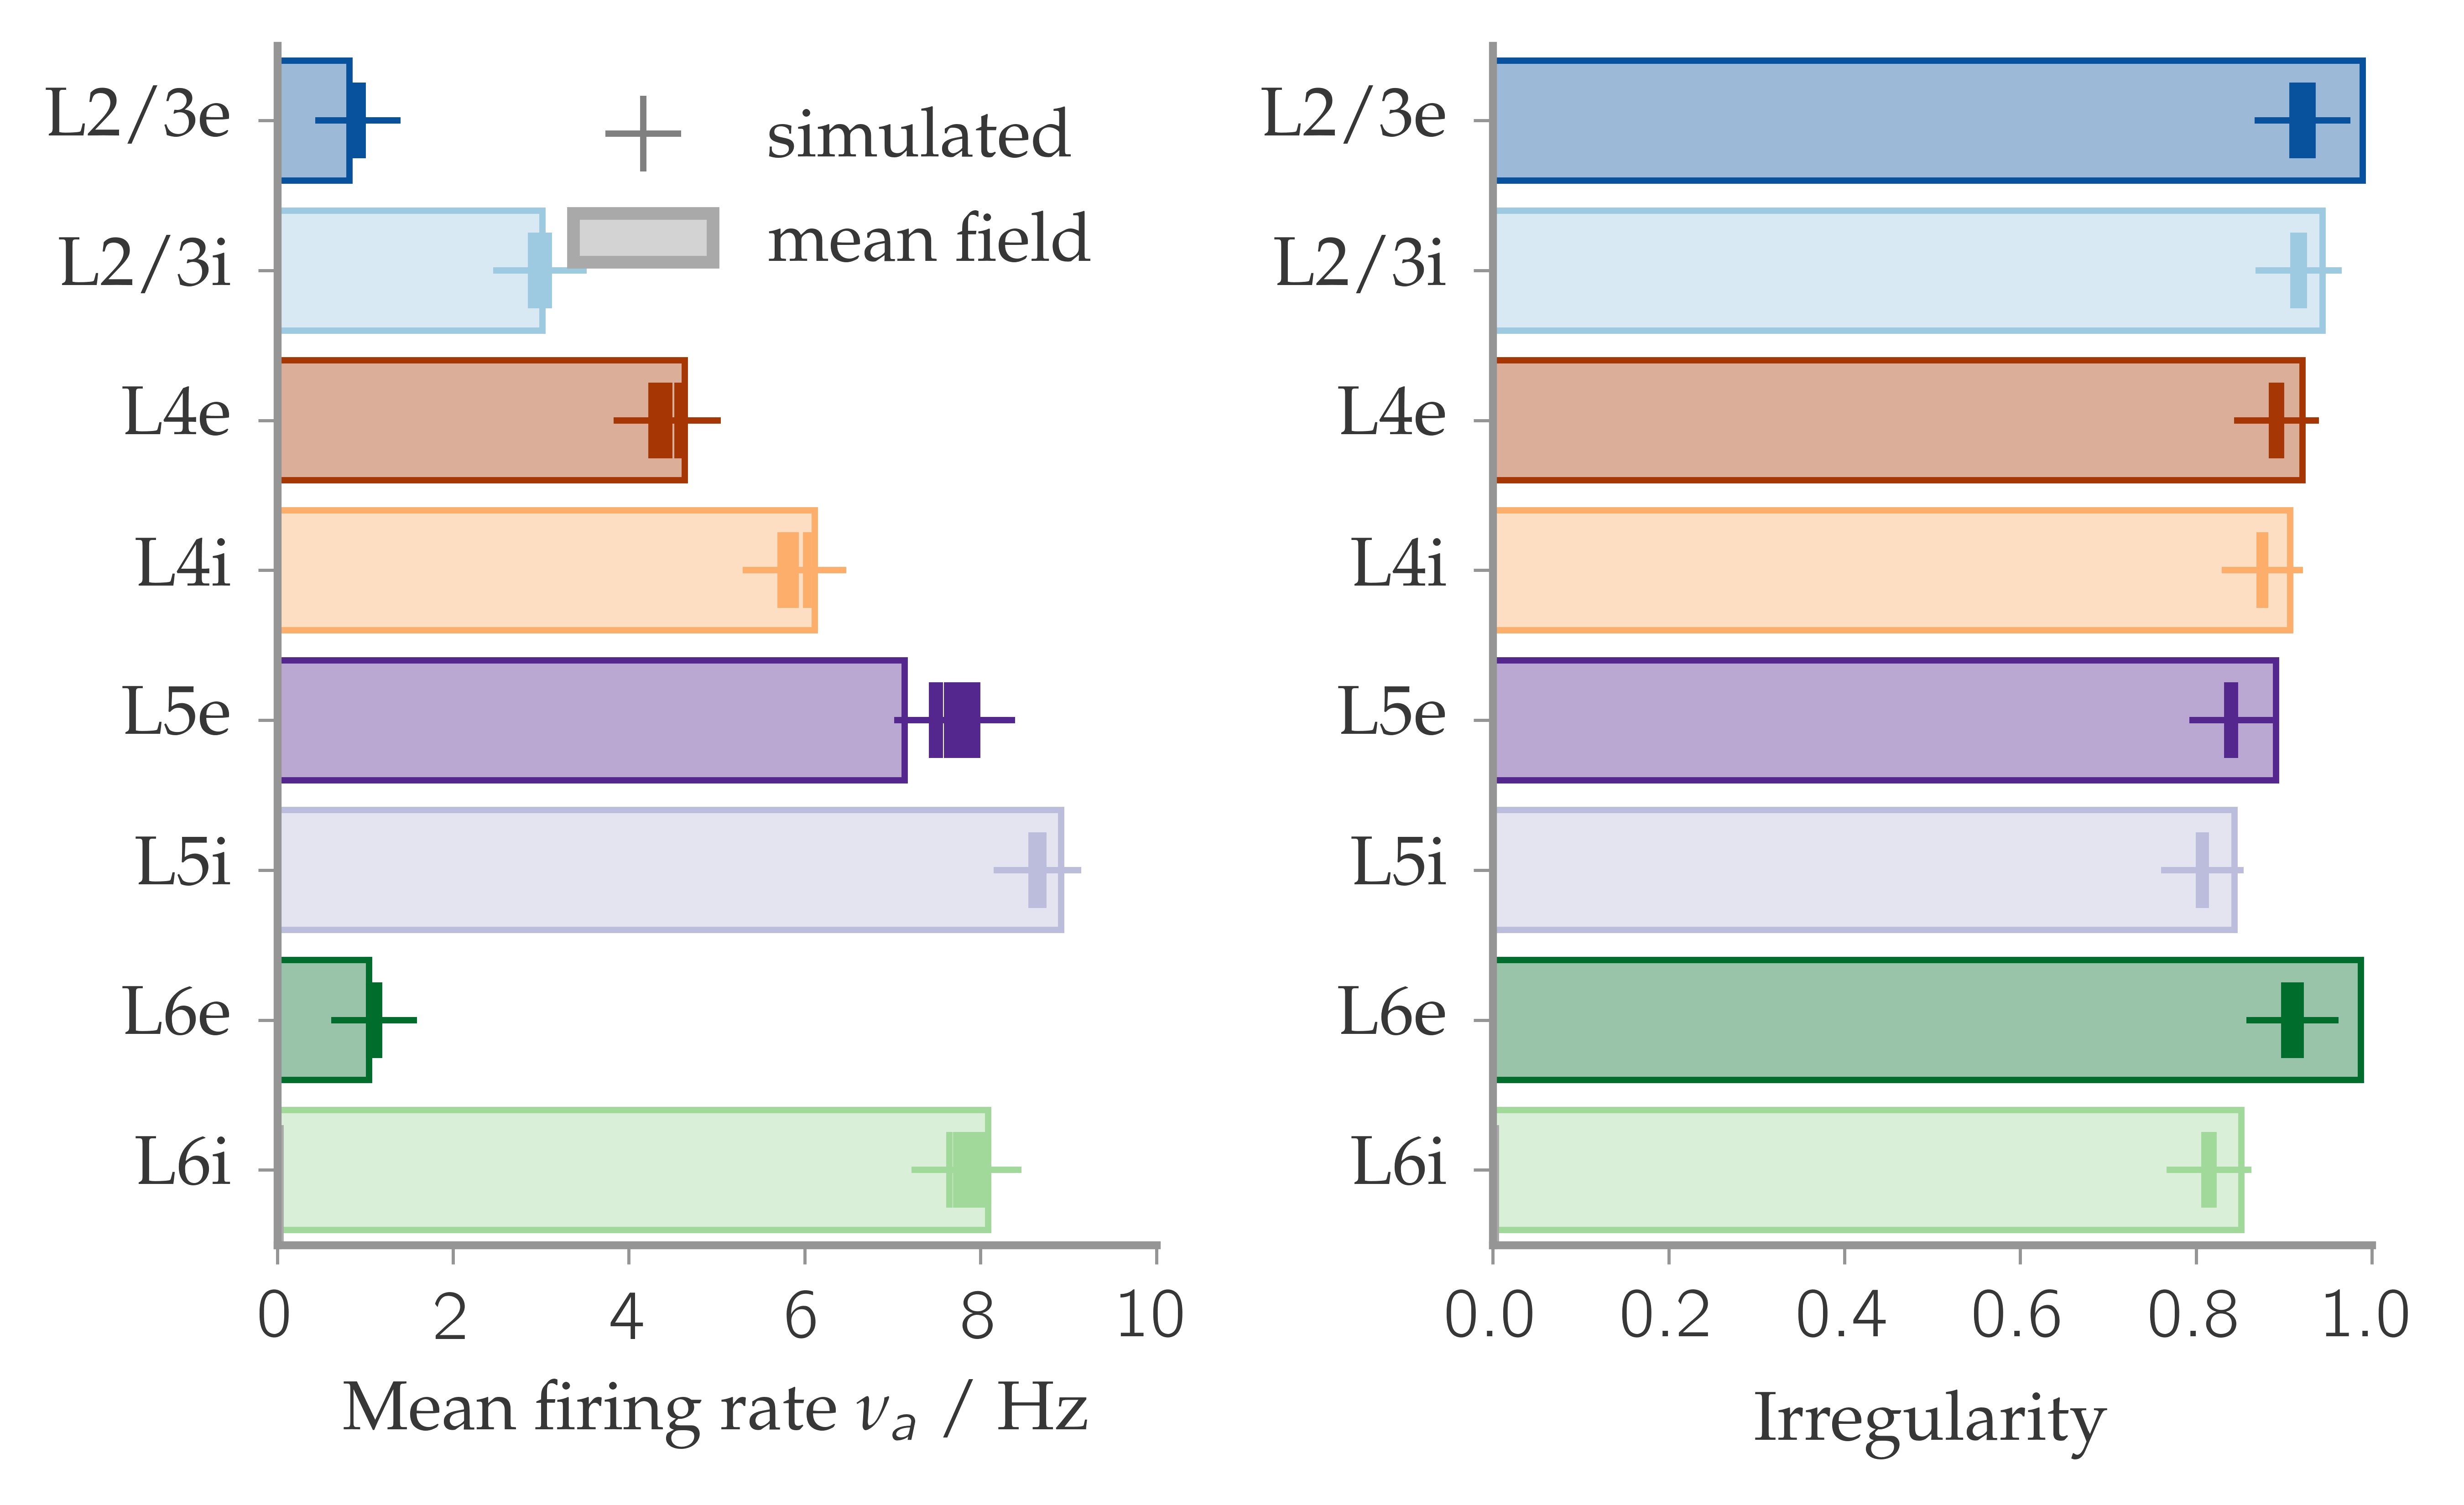 L2/3e
L2/3i
L4e
L4i
L5e
L5i
L6e
L6i
simulated
mean field
0 2 4 6 8 10
Mean firing rate νa / Hz
L2/3e
L2/3i
L4e
L4i
L5e
L5i
L6e
L6i
0.0 0.2 0.4 0.6 0.8 1.0
Irregularity